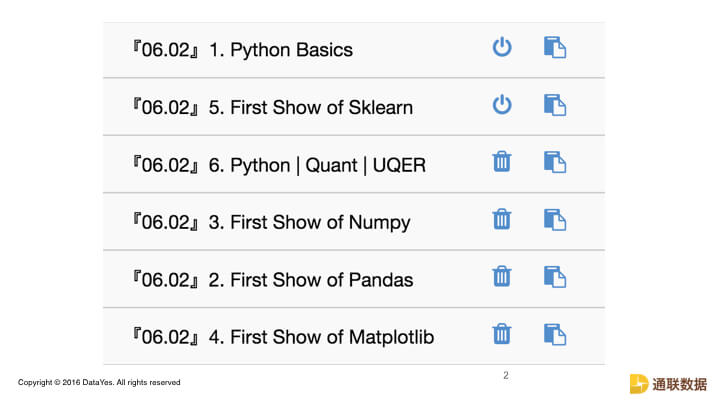 『06.02』1. Python Basics
『06.02』5. First Show of Sklearn
『06.02』6. Python | Quant | UQER
『06.02』3. First Show of Numpy
『06.02』2. First Show of Pandas
『06.02』4. First Show of Matplotlib
2
Copyright © 2016 DataYes. All rights reserved
通联数据